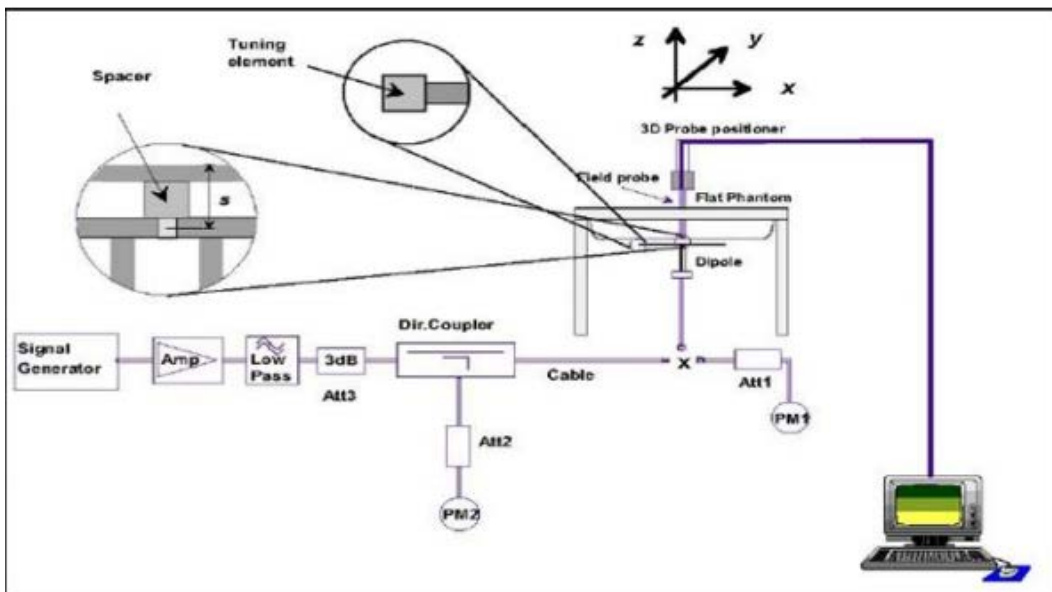 Tuning
element
Spacer
s
z
y
x
3D Probe positioner
Field probe
Flat Phantom
Dipole
Signal
Generator
Amp
Low
Pass
3dB
Att3
Dir.Coupler
Att2
PM2
Cable
X
Att1
PM1